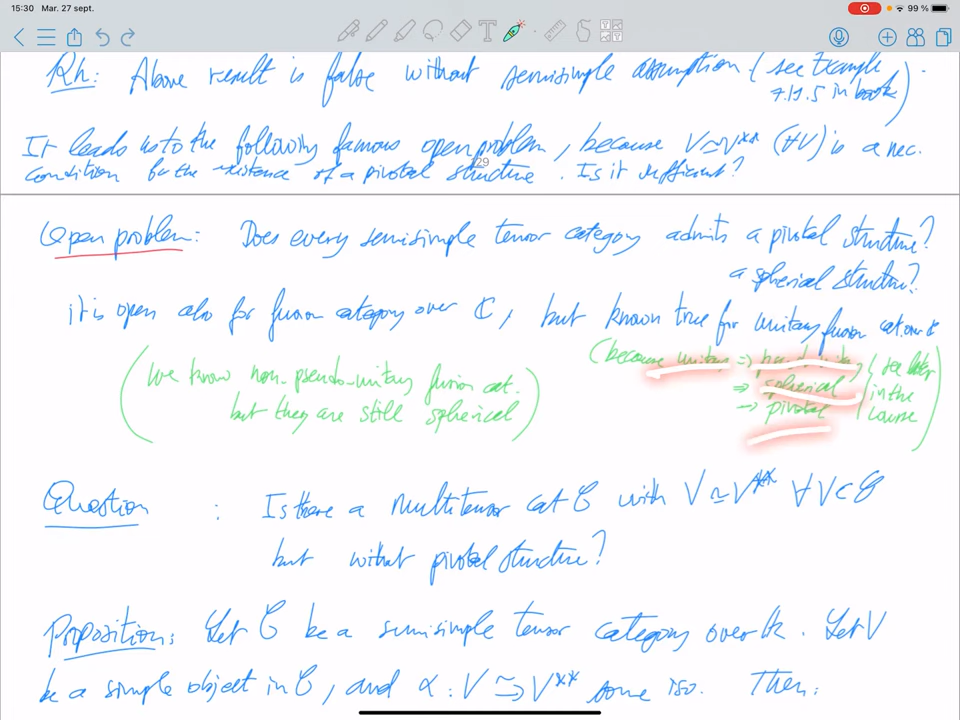 15:30 Mar. 27 sept. 99 %
Rk: Above result is false without semisimple assumption (see Example
7.19.5 in book)
It leads us to the following famous open problem, because V ≃ V** (∀V) is a nec.
129
condition for the existence of a pivotal structure. Is it sufficient?
Open problem: Does every semisimple tensor category admits a pivotal structure?
a spherical structure?
it is open also for fusion category over ℂ, but known true for unitary fusion cat. over ℂ
(because unitary ⇒ pseudo-unitary (see later
(We know non-pseudo-unitary fusion cat. ⇒ spherical in the
but they are still spherical) ⇒ pivotal course)
Question : Is there a multitensor cat C with V ≃ V** ∀ V ∈ C
but without pivotal structure?
Proposition: Let C be a semisimple tensor category over 𝕜. Let V
be a simple object in C, and α : V ≃→ V** some iso. Then: